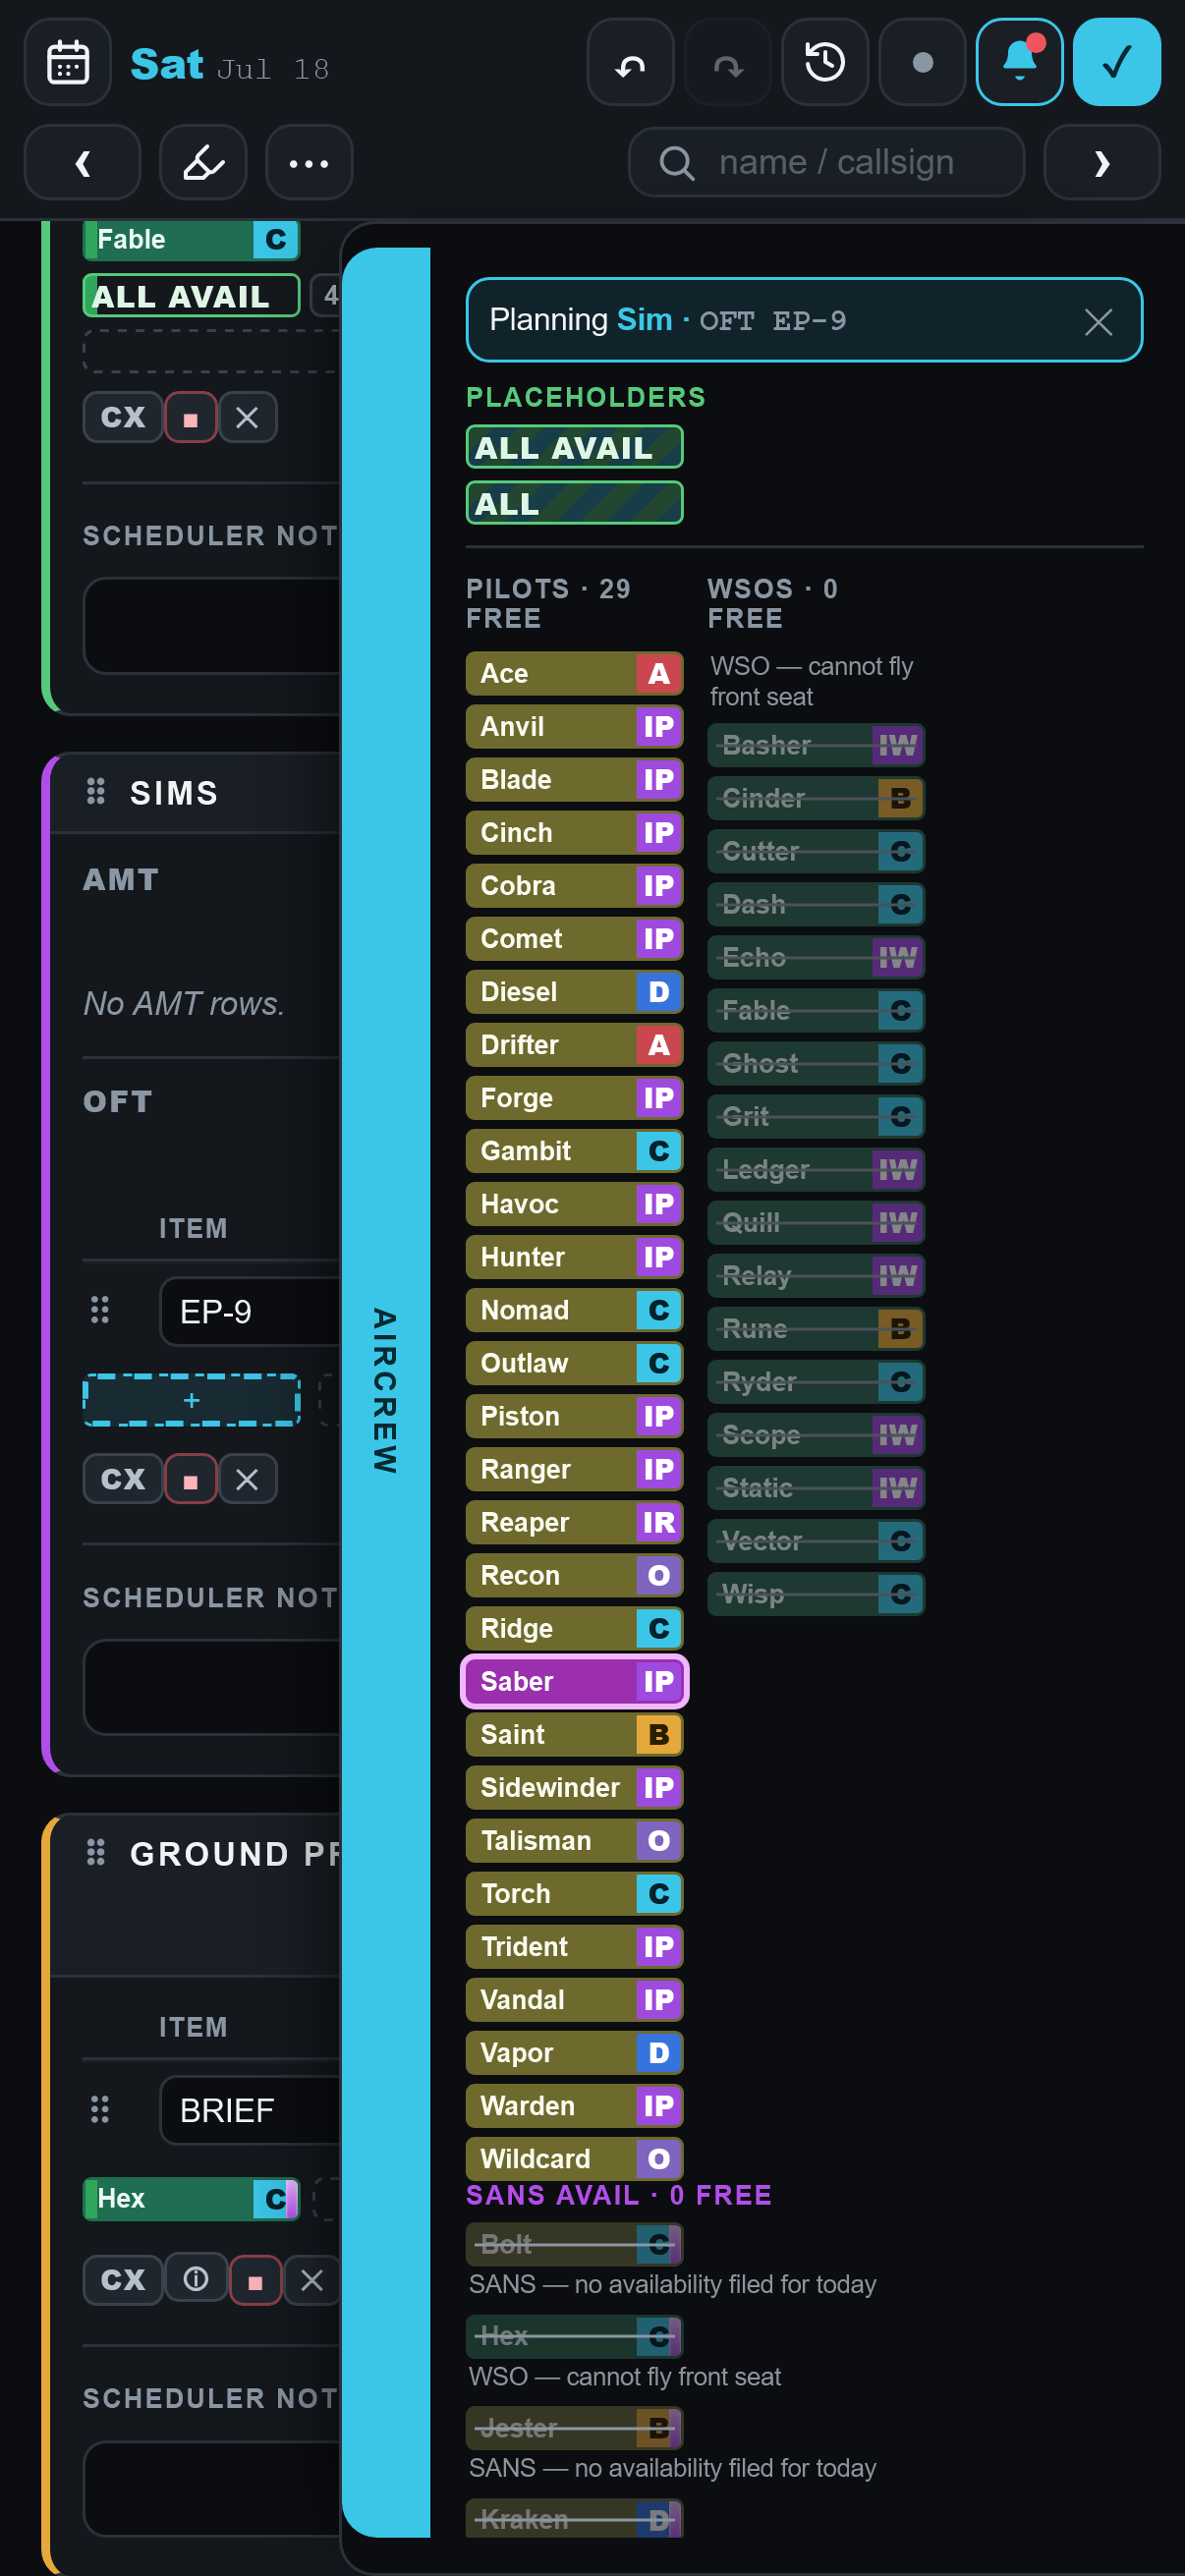 Sat Jul 18
name / callsign
Fable C
ALL AVAIL 4
CX
SCHEDULER NOT
SIMS
AMT
No AMT rows.
OFT
ITEM
EP-9
+
CX
SCHEDULER NOT
GROUND PR
ITEM
BRIEF
Hex C
CX
SCHEDULER NOT
AIRCREW
Planning Sim · OFT EP-9
PLACEHOLDERS
ALL AVAIL
ALL
PILOTS · 29
FREE
Ace A
Anvil IP
Blade IP
Cinch IP
Cobra IP
Comet IP
Diesel D
Drifter A
Forge IP
Gambit C
Havoc IP
Hunter IP
Nomad C
Outlaw C
Piston IP
Ranger IP
Reaper IR
Recon O
Ridge C
Saber IP
Saint B
Sidewinder IP
Talisman O
Torch C
Trident IP
Vandal IP
Vapor D
Warden IP
Wildcard O
WSOS · 0
FREE
WSO — cannot fly
front seat
Basher IW
Cinder B
Cutter C
Dash C
Echo IW
Fable C
Ghost C
Grit C
Ledger IW
Quill IW
Relay IW
Rune B
Ryder C
Scope IW
Static IW
Vector C
Wisp C
SANS AVAIL · 0 FREE
Bolt C
SANS — no availability filed for today
Hex C
WSO — cannot fly front seat
Jester B
SANS — no availability filed for today
Kraken D